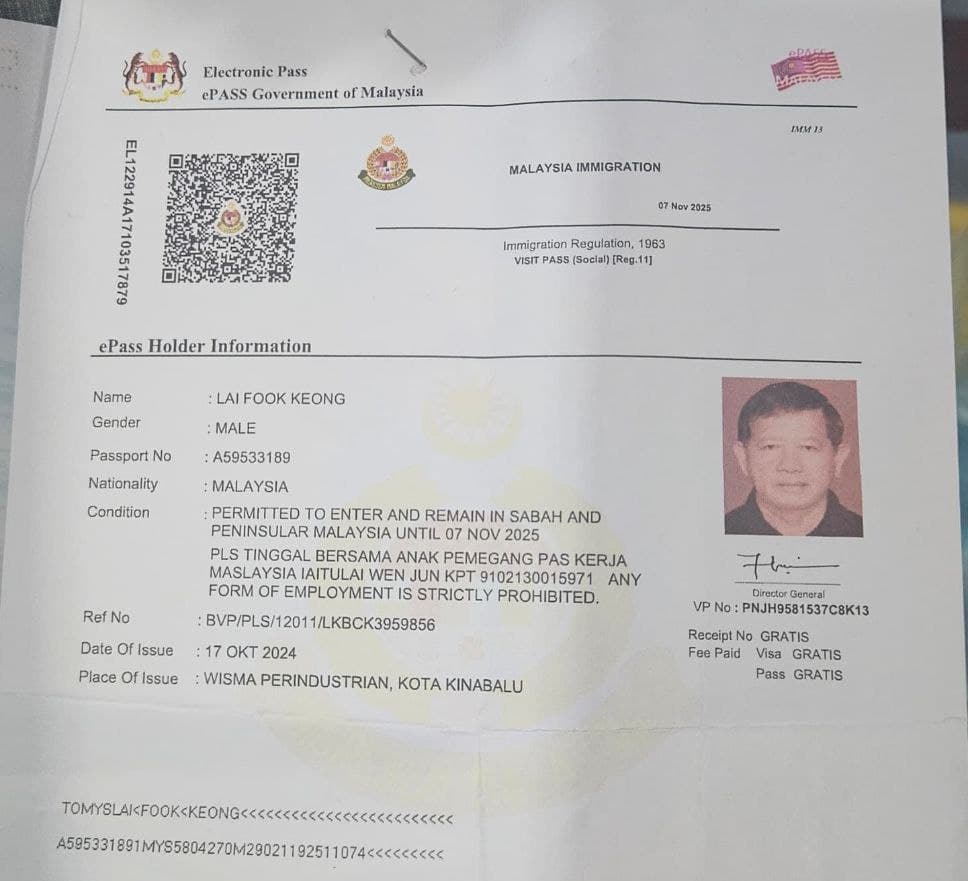 Electronic Pass
ePASS Government of Malaysia
ePASS
MALAYSIA
IMM 13
EL122914A17103517879
MALAYSIA IMMIGRATION
07 Nov 2025
Immigration Regulation, 1963
VISIT PASS (Social) [Reg.11]
ePass Holder Information
Name : LAI FOOK KEONG
Gender : MALE
Passport No : A59533189
Nationality : MALAYSIA
Condition : PERMITTED TO ENTER AND REMAIN IN SABAH AND
PENINSULAR MALAYSIA UNTIL 07 NOV 2025
PLS TINGGAL BERSAMA ANAK PEMEGANG PAS KERJA
MASLAYSIA IAITULAI WEN JUN KPT 9102130015971 ANY
FORM OF EMPLOYMENT IS STRICTLY PROHIBITED.
Ref No : BVP/PLS/12011/LKBCK3959856
Date Of Issue : 17 OKT 2024
Place Of Issue : WISMA PERINDUSTRIAN, KOTA KINABALU
Director General
VP No : PNJH9581537C8K13
Receipt No GRATIS
Fee Paid Visa GRATIS
Pass GRATIS
TOMYSLAI<FOOK<KEONG<<<<<<<<<<<<<<<<<<<<<<<<<
A595331891MYS5804270M29021192511074<<<<<<<<<